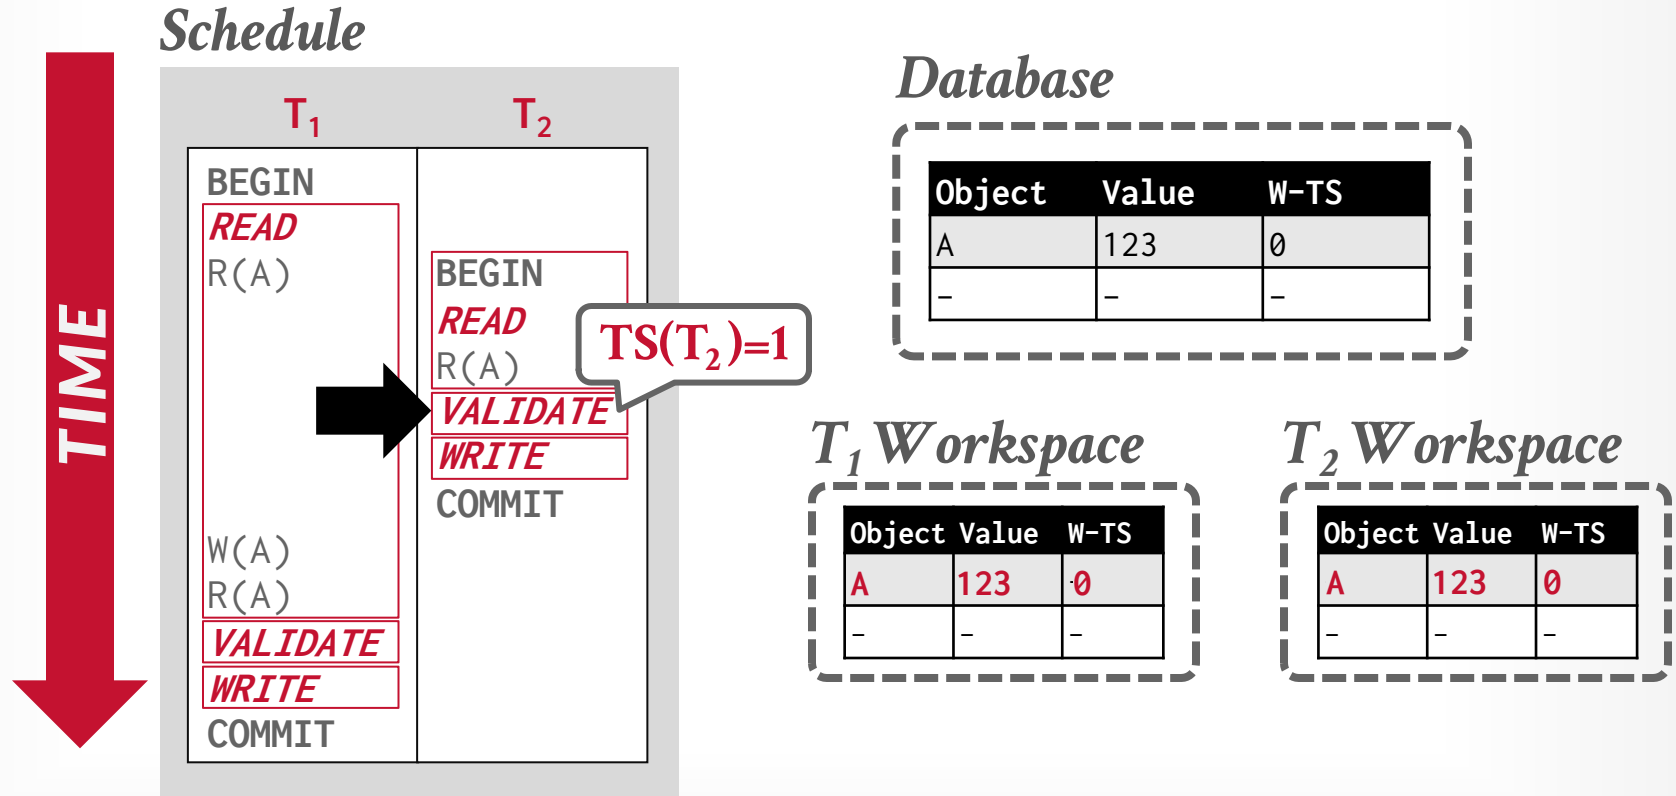 Schedule
TIME
T1
T2
BEGIN
READ
R(A)
W(A)
R(A)
VALIDATE
WRITE
COMMIT
BEGIN
READ
R(A)
VALIDATE
WRITE
COMMIT
TS(T2)=1
Database
Object Value W-TS
A 123 0
– – –
T1 Workspace
Object Value W-TS
A 123 0
– – –
T2 Workspace
Object Value W-TS
A 123 0
– – –